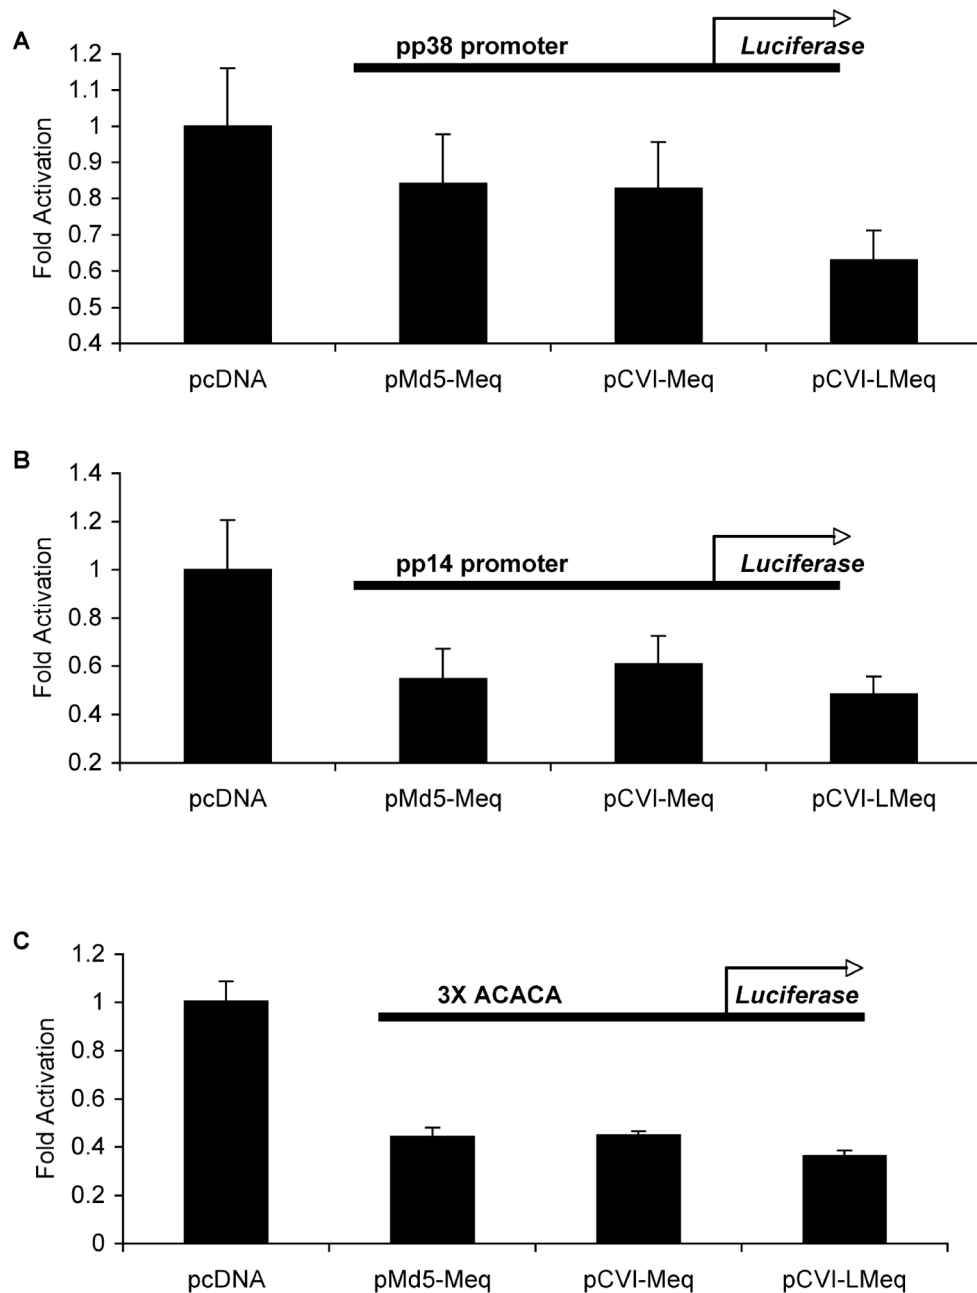 A
pp38 promoter
Luciferase
Fold Activation
1.2
1.1
1
0.9
0.8
0.7
0.6
0.5
0.4
pcDNA pMd5-Meq pCVI-Meq pCVI-LMeq
B
pp14 promoter
Luciferase
Fold Activation
1.4
1.2
1
0.8
0.6
0.4
0.2
pcDNA pMd5-Meq pCVI-Meq pCVI-LMeq
C
3X ACACA
Luciferase
Fold Activation
1.2
1
0.8
0.6
0.4
0.2
0
pcDNA pMd5-Meq pCVI-Meq pCVI-LMeq